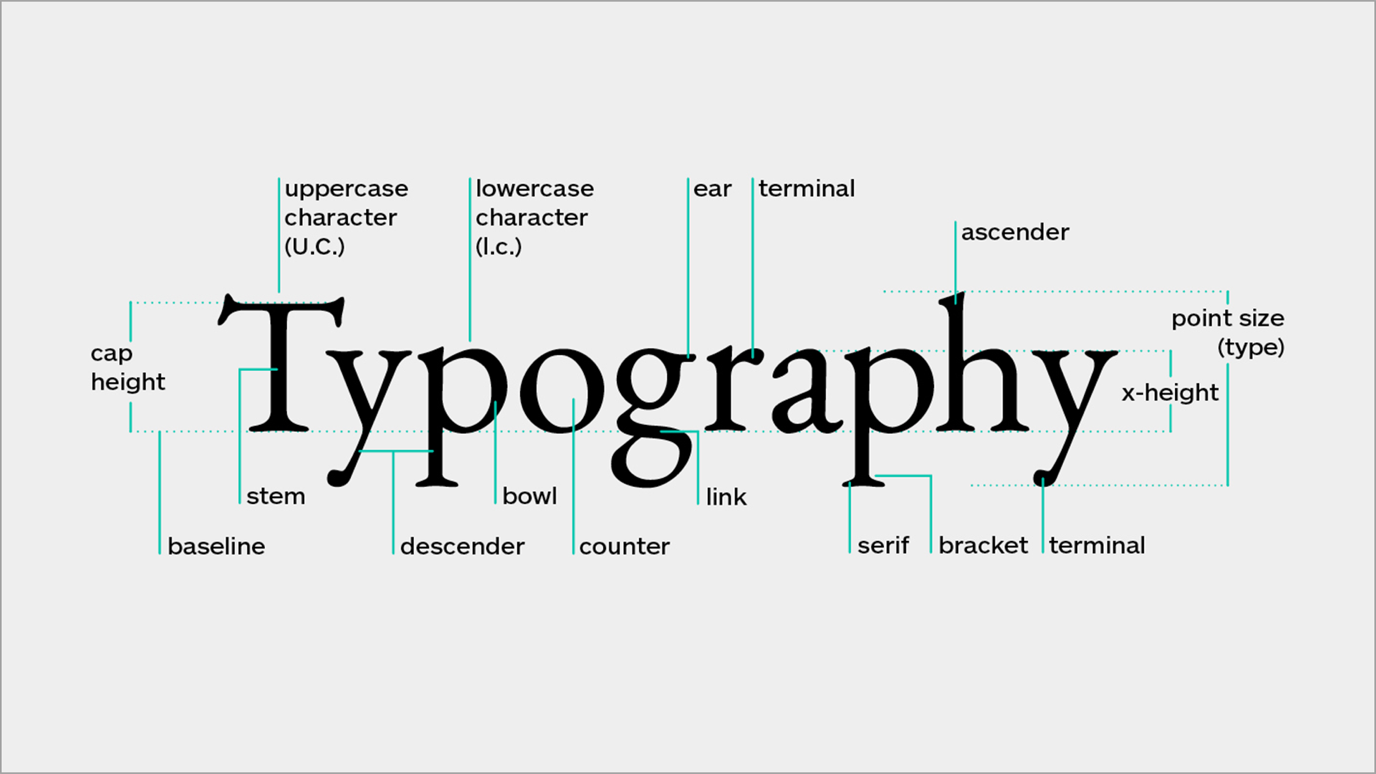 uppercase
character
(U.C.)
lowercase
character
(l.c.)
ear
terminal
ascender
Typography
cap
height
point size
(type)
x-height
stem
bowl
link
baseline
descender
counter
serif
bracket
terminal